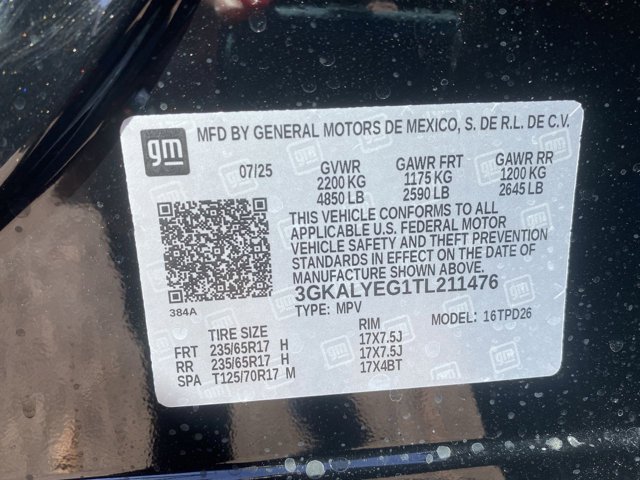 gm
MFD BY GENERAL MOTORS DE MEXICO, S. DE R.L. DE C.V.
07/25 GVWR GAWR FRT GAWR RR
2200 KG 1175 KG 1200 KG
4850 LB 2590 LB 2645 LB
THIS VEHICLE CONFORMS TO ALL
APPLICABLE U.S. FEDERAL MOTOR
VEHICLE SAFETY AND THEFT PREVENTION
STANDARDS IN EFFECT ON THE DATE OF
MANUFACTURE SHOWN ABOVE.
3GKALYEG1TL211476
384A
TYPE: MPV MODEL: 16TPD26
TIRE SIZE RIM
FRT 235/65R17 H 17X7.5J
RR 235/65R17 H 17X7.5J
SPA T125/70R17 M 17X4BT